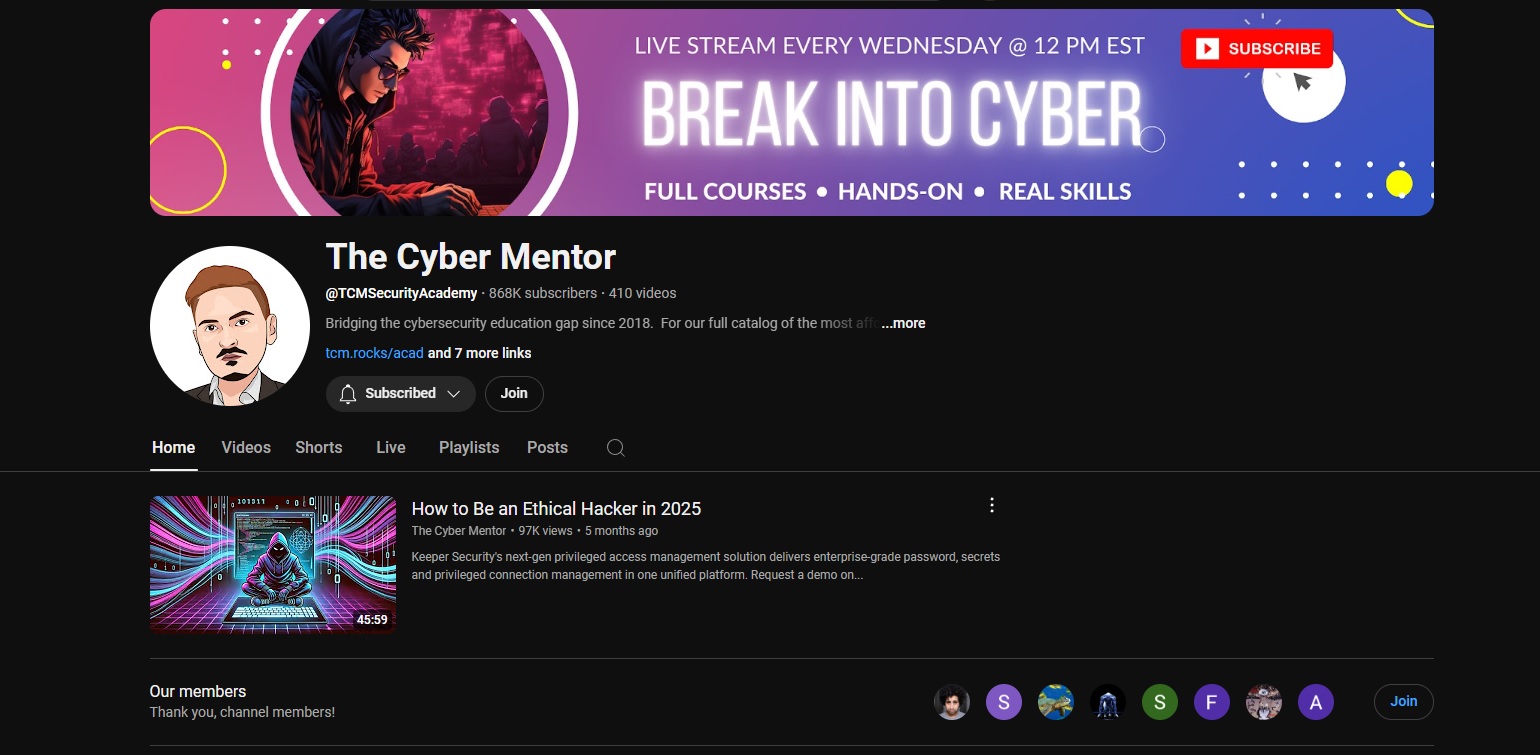 LIVE STREAM EVERY WEDNESDAY @ 12 PM EST
SUBSCRIBE
BREAK INTO CYBER
FULL COURSES • HANDS-ON • REAL SKILLS
The Cyber Mentor
@TCMSecurityAcademy · 868K subscribers · 410 videos
Bridging the cybersecurity education gap since 2018. For our full catalog of the most affo ...more
tcm.rocks/acad and 7 more links
Subscribed
Join
Home Videos Shorts Live Playlists Posts
How to Be an Ethical Hacker in 2025
The Cyber Mentor • 97K views • 5 months ago
Keeper Security's next-gen privileged access management solution delivers enterprise-grade password, secrets
and privileged connection management in one unified platform. Request a demo on...
45:59
Our members
Thank you, channel members!
S S F A
Join